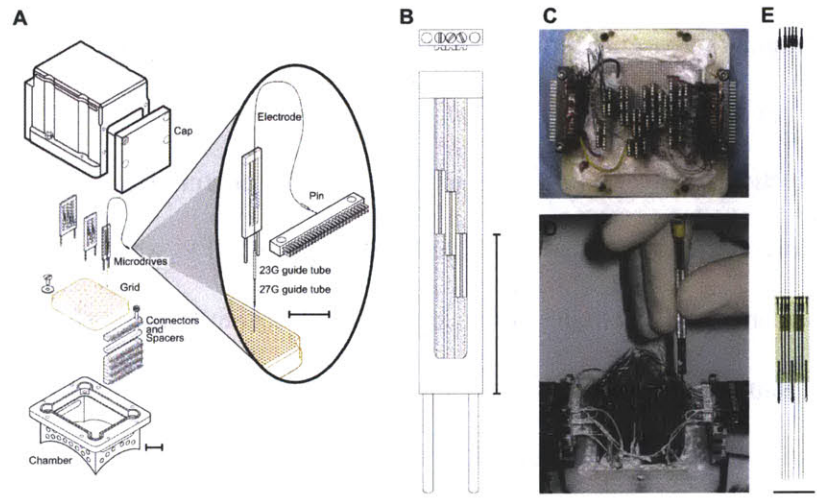 A
B
C
E
Cap
Electrode
Pin
Microdrives
23G guide tube
27G guide tube
Grid
Connectors
and
Spacers
Chamber